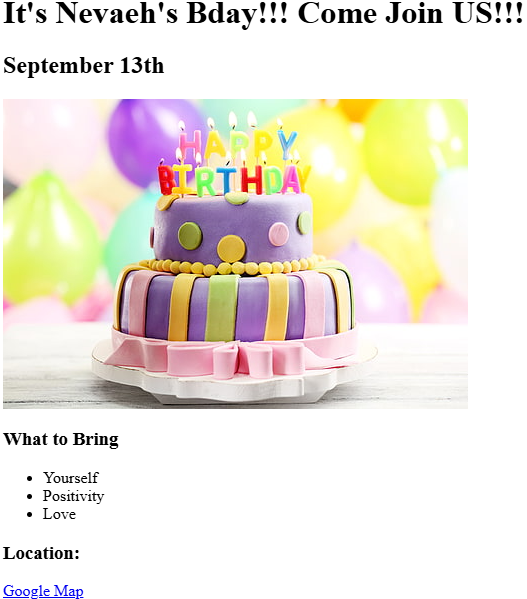 It's Nevaeh's Bday!!! Come Join US!!!
September 13th
HAPPY
BIRTHDAY
What to Bring
Yourself
Positivity
Love
Location:
Google Map